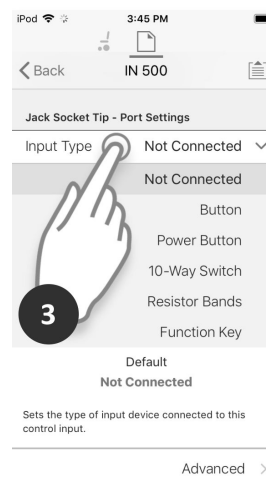 iPod 3:45 PM
Back IN 500
Jack Socket Tip - Port Settings
Input Type Not Connected
Not Connected
Button
Power Button
10-Way Switch
Resistor Bands
3
Function Key
Default
Not Connected
Sets the type of input device connected to this
control input.
Advanced